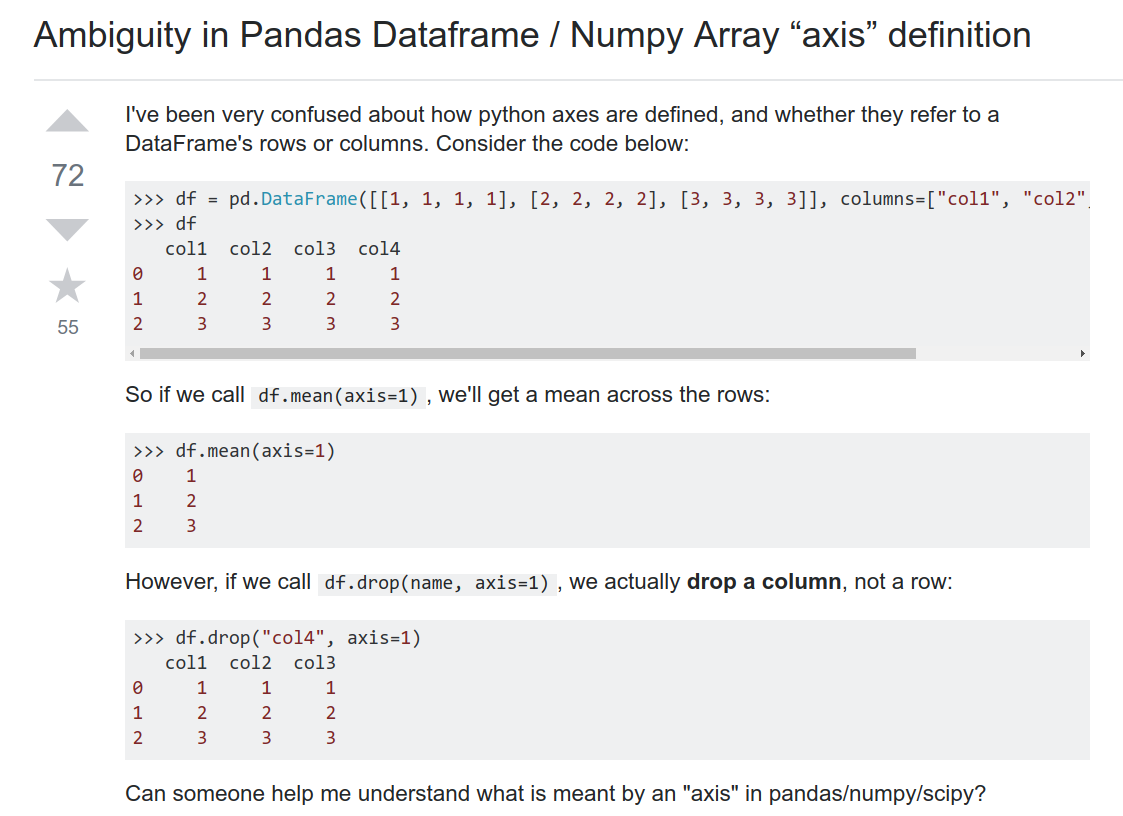 Ambiguity in Pandas Dataframe / Numpy Array “axis” definition
72
55
I've been very confused about how python axes are defined, and whether they refer to a
DataFrame's rows or columns. Consider the code below:
>>> df = pd.DataFrame([[1, 1, 1, 1], [2, 2, 2, 2], [3, 3, 3, 3]], columns=["col1", "col2",
>>> df
   col1  col2  col3  col4
0     1     1     1     1
1     2     2     2     2
2     3     3     3     3
So if we call df.mean(axis=1), we'll get a mean across the rows:
>>> df.mean(axis=1)
0    1
1    2
2    3
However, if we call df.drop(name, axis=1), we actually drop a column, not a row:
>>> df.drop("col4", axis=1)
   col1  col2  col3
0     1     1     1
1     2     2     2
2     3     3     3
Can someone help me understand what is meant by an "axis" in pandas/numpy/scipy?